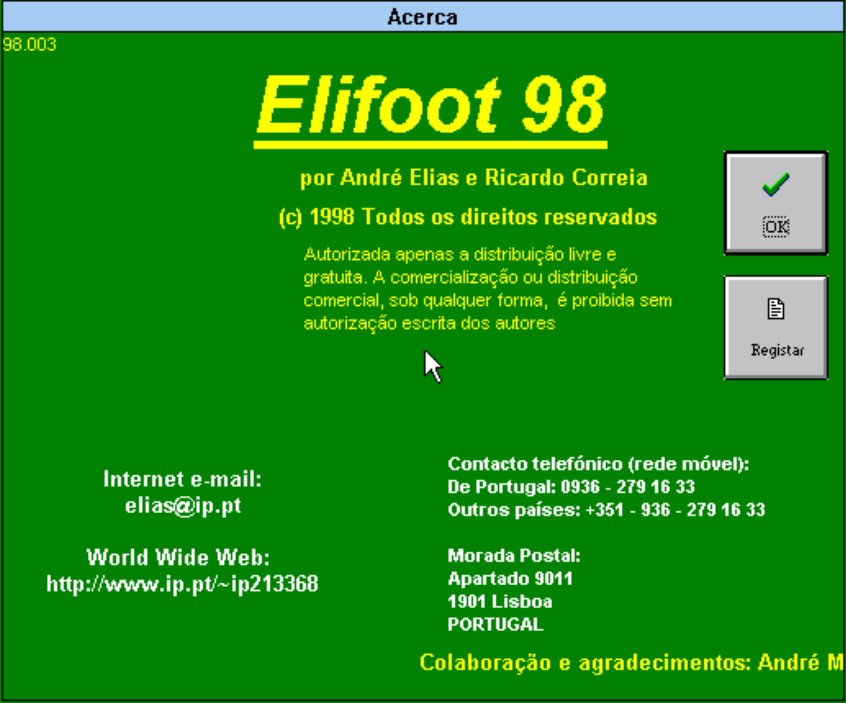 Acerca
98.003
Elifoot 98
por André Elias e Ricardo Correia
(c) 1998 Todos os direitos reservados
Autorizada apenas a distribuição livre e
gratuita. A comercialização ou distribuição
comercial, sob qualquer forma, é proibida sem
autorização escrita dos autores
OK
Registar
Internet e-mail:
elias@ip.pt
World Wide Web:
http://www.ip.pt/~ip213368
Contacto telefónico (rede móvel):
De Portugal: 0936 - 279 16 33
Outros países: +351 - 936 - 279 16 33
Morada Postal:
Apartado 9011
1901 Lisboa
PORTUGAL
Colaboração e agradecimentos: André M